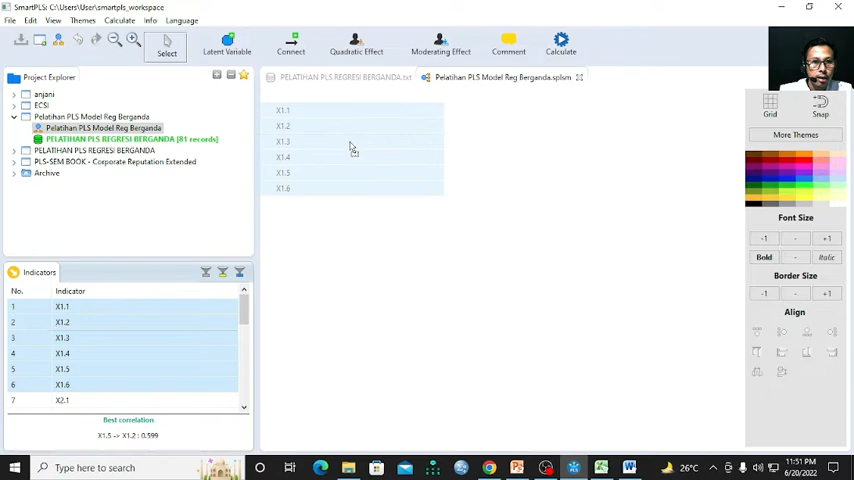 SmartPLS: C:\Users\User\smartpls_workspace
File Edit View Themes Calculate Info Language
Select
Latent Variable
Connect
Quadratic Effect
Moderating Effect
Comment
Calculate
Project Explorer
anjani
ECSI
Pelatihan PLS Model Reg Berganda
Pelatihan PLS Model Reg Berganda
PELATIHAN PLS REGRESI BERGANDA [81 records]
PELATIHAN PLS REGRESI BERGANDA
PLS-SEM BOOK - Corporate Reputation Extended
Archive
PELATIHAN PLS REGRESI BERGANDA.txt
Pelatihan PLS Model Reg Berganda.splsm
X1.1
X1.2
X1.3
X1.4
X1.5
X1.6
Indicators
No. Indicator
1 X1.1
2 X1.2
3 X1.3
4 X1.4
5 X1.5
6 X1.6
7 X2.1
Best correlation
X1.5 -> X1.2 : 0.599
Grid Snap
More Themes
Font Size
-1 - +1
Bold - Italic
Border Size
-1 - +1
Align
Type here to search
PLS
26°C
11:51 PM
6/20/2022